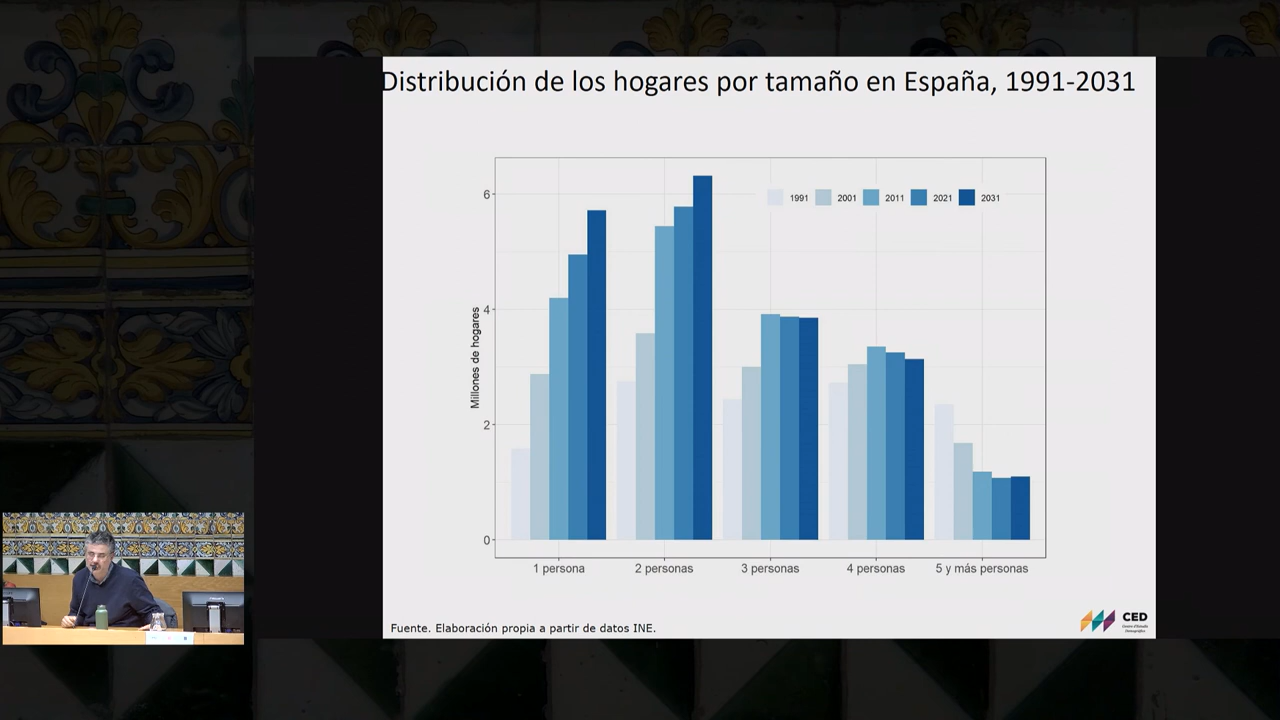 Distribución de los hogares por tamaño en España, 1991-2031
1991 2001 2011 2021 2031
Millones de hogares
6
4
2
0
1 persona 2 personas 3 personas 4 personas 5 y más personas
Fuente. Elaboración propia a partir de datos INE.
CED